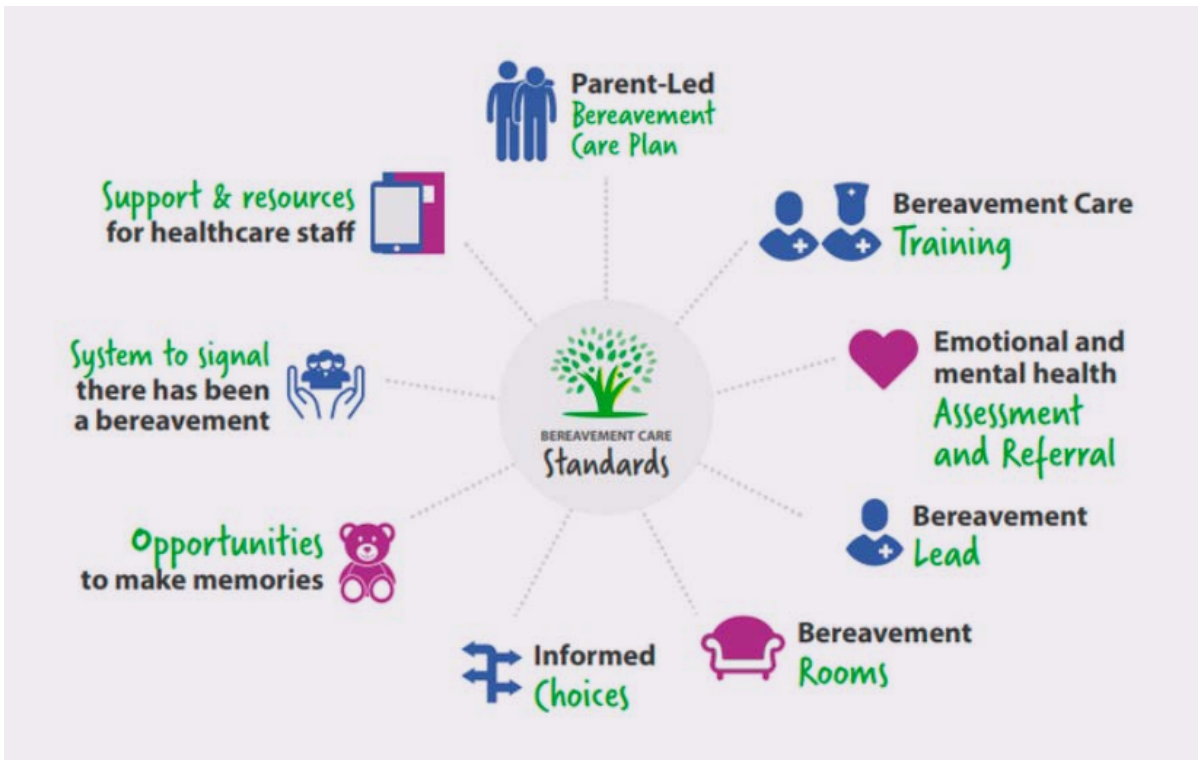 Parent-Led
Bereavement
Care Plan
Bereavement Care
Training
Emotional and
mental health
Assessment
and Referral
Bereavement
Lead
Bereavement
Rooms
Informed
Choices
Opportunities
to make memories
System to signal
there has been
a bereavement
Support & resources
for healthcare staff
BEREAVEMENT CARE
Standards